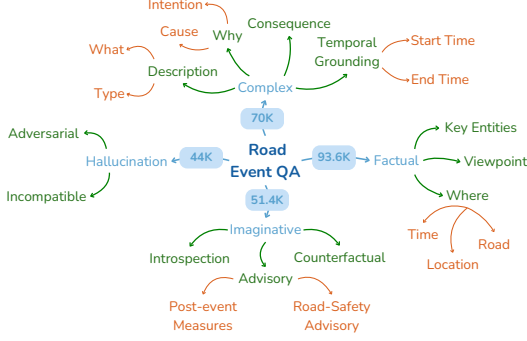 Intention
Cause
Why
Consequence
Temporal
Grounding
Start Time
End Time
What
Type
Description
Complex
70K
Adversarial
Incompatible
Hallucination
44K
Road
Event QA
93.6K
Factual
Key Entities
Viewpoint
Where
Time
Location
Road
51.4K
Imaginative
Introspection
Advisory
Counterfactual
Post-event
Measures
Road-Safety
Advisory